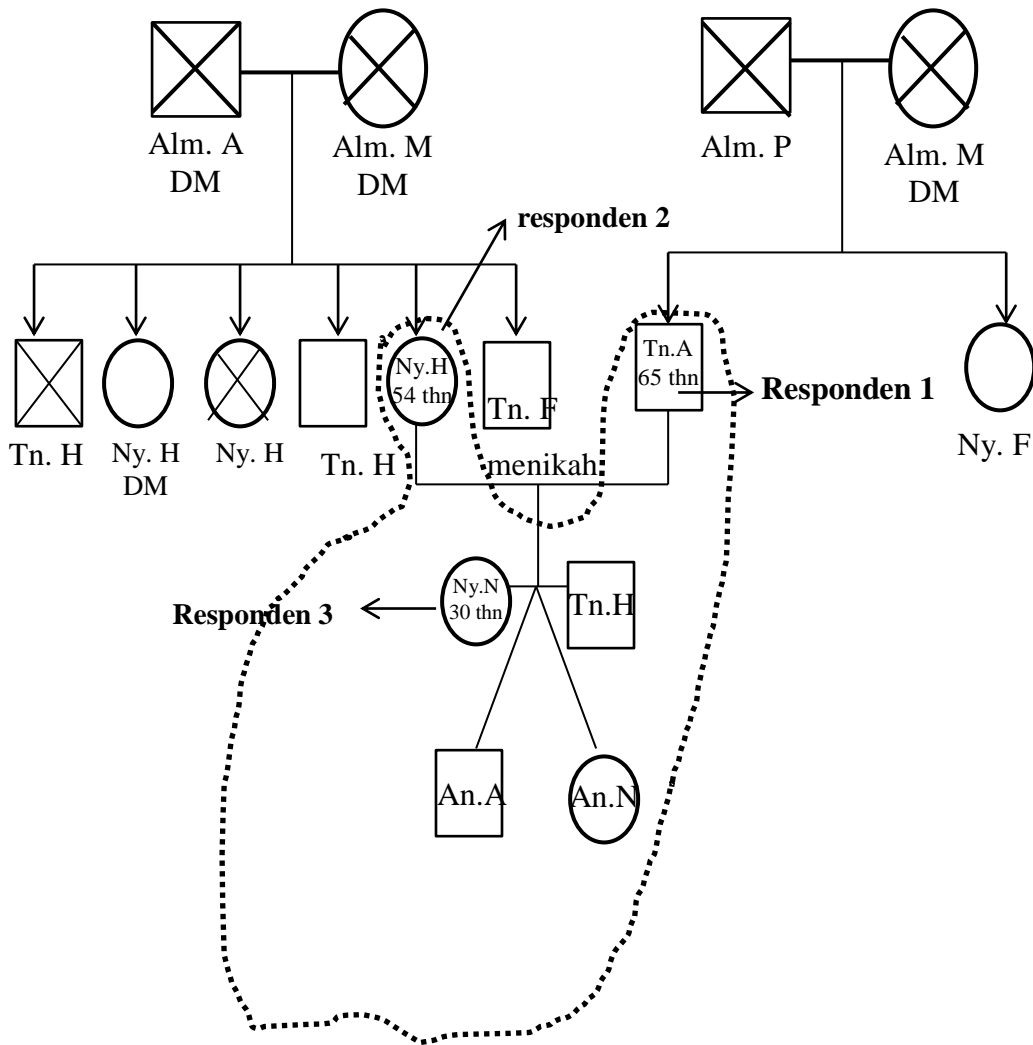 Alm. A
DM
Alm. M
DM
Alm. P
Alm. M
DM
responden 2
Tn. H
Ny. H
DM
Ny. H
Tn. H
Ny.H
54 thn
Tn. F
Tn.A
65 thn
Responden 1
Ny. F
menikah
Responden 3
Ny.N
30 thn
Tn.H
An.A
An.N